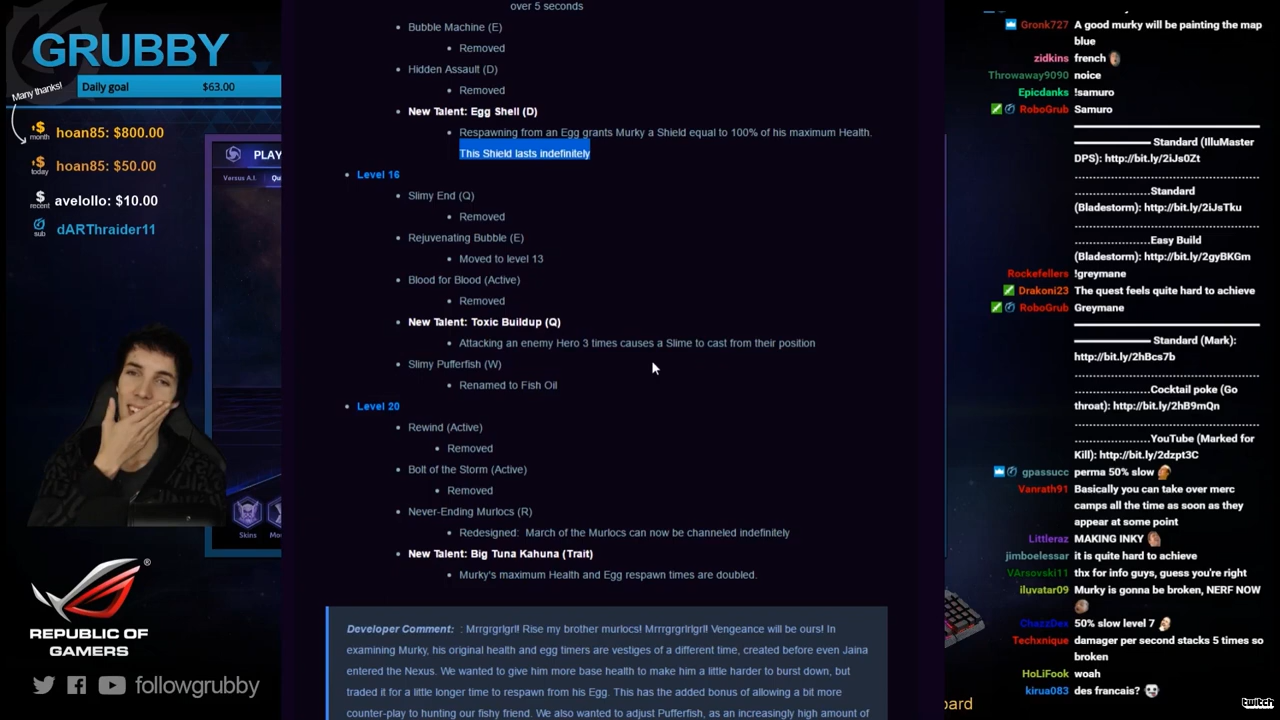 GRUBBY
Many thanks!
Daily goal $63.00
month hoan85: $800.00
today hoan85: $50.00
recent avelollo: $10.00
sub dARThraider11
PLAY
Versus A.I.
Skins
REPUBLIC OF
GAMERS
®
followgrubby
over 5 seconds
Bubble Machine (E)
Removed
Hidden Assault (D)
Removed
New Talent: Egg Shell (D)
Respawning from an Egg grants Murky a Shield equal to 100% of his maximum Health.
This Shield lasts indefinitely
Level 16
Slimy End (Q)
Removed
Rejuvenating Bubble (E)
Moved to level 13
Blood for Blood (Active)
Removed
New Talent: Toxic Buildup (Q)
Attacking an enemy Hero 3 times causes a Slime to cast from their position
Slimy Pufferfish (W)
Renamed to Fish Oil
Level 20
Rewind (Active)
Removed
Bolt of the Storm (Active)
Removed
Never-Ending Murlocs (R)
Redesigned: March of the Murlocs can now be channeled indefinitely
New Talent: Big Tuna Kahuna (Trait)
Murky's maximum Health and Egg respawn times are doubled.
Developer Comment: : Mrrgrgrlgr!! Rise my brother murlocs! Mrrrgrgrlrlgr!! Vengeance will be ours! In
examining Murky, his original health and egg timers are vestiges of a different time, created before even Jaina
entered the Nexus. We wanted to give him more base health to make him a little harder to burst down, but
traded it for a little longer time to respawn from his Egg. This has the added bonus of allowing a bit more
counter-play to hunting our fishy friend. We also wanted to adjust Pufferfish, as an increasingly high amount of
Gronk727 A good murky will be painting the map
blue
zidkins french
Throwaway9090 noice
Epicdanks !samuro
RoboGrub Samuro
Standard (IlluMaster
DPS): http://bit.ly/2iJs0Zt
Standard
(Bladestorm): http://bit.ly/2iJsTku
Easy Build
(Bladestorm): http://bit.ly/2gyBKGm
Rockefellers !greymane
Drakoni23 The quest feels quite hard to achieve
RoboGrub Greymane
Standard (Mark):
http://bit.ly/2hBcs7b
Cocktail poke (Go
throat): http://bit.ly/2hB9mQn
YouTube (Marked for
Kill): http://bit.ly/2dzpt3C
gpassucc perma 50% slow
Vanrath91 Basically you can take over merc
camps all the time as soon as they
appear at some point
Littleraz MAKING INKY
jimboelessar it is quite hard to achieve
VArsovski11 thx for info guys, guess you're right
iluvatar09 Murky is gonna be broken, NERF NOW
ChazzDex 50% slow level 7
Techxnique damager per second stacks 5 times so
broken
HoLiFook woah
kirua083 des francais?
twitch